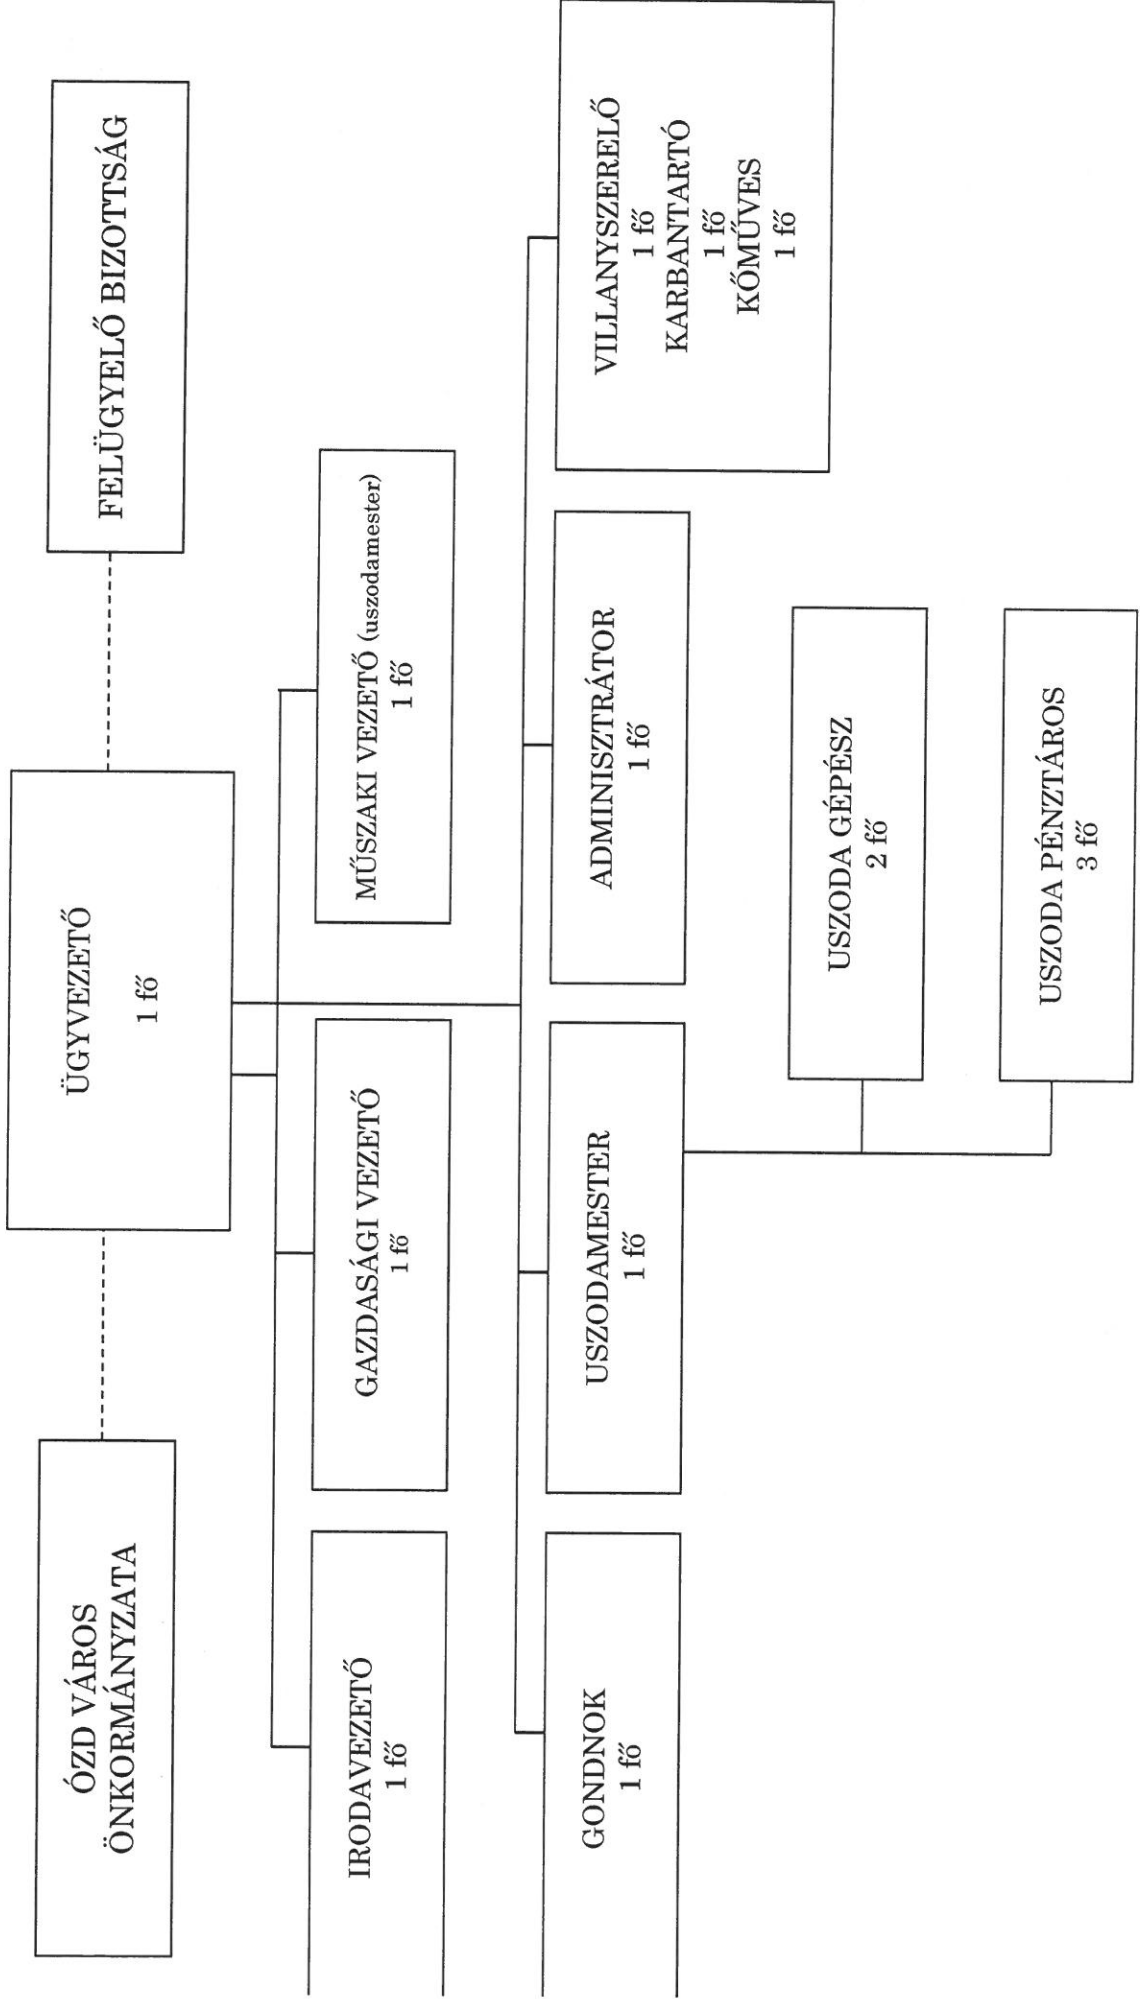 ÓZD VÁROS
ÖNKORMÁNYZATA
ÜGYVEZETŐ
1 fő
FELÜGYELŐ BIZOTTSÁG
IRODAVEZETŐ
1 fő
GAZDASÁGI VEZETŐ
1 fő
MŰSZAKI VEZETŐ (uszodamester)
1 fő
GONDNOK
1 fő
USZODAMESTER
1 fő
ADMINISZTRÁTOR
1 fő
VILLANYSZERELŐ
1 fő
KARBANTARTÓ
1 fő
KŐMŰVES
1 fő
USZODA GÉPÉSZ
2 fő
USZODA PÉNZTÁROS
3 fő